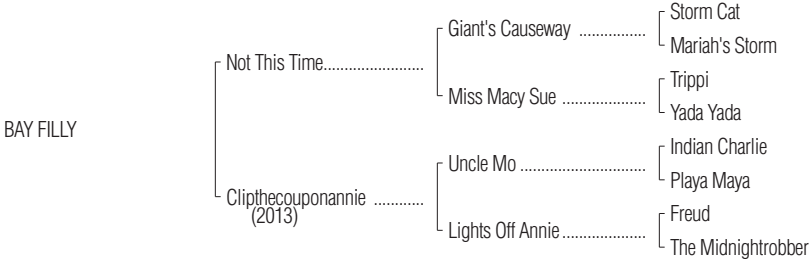 Storm Cat
Giant's Causeway ................
Mariah's Storm
Not This Time.......................
Trippi
Miss Macy Sue ....................
Yada Yada
BAY FILLY
Indian Charlie
Uncle Mo ..............................
Playa Maya
Clipthecouponannie ............
(2013)
Freud
Lights Off Annie....................
The Midnightrobber